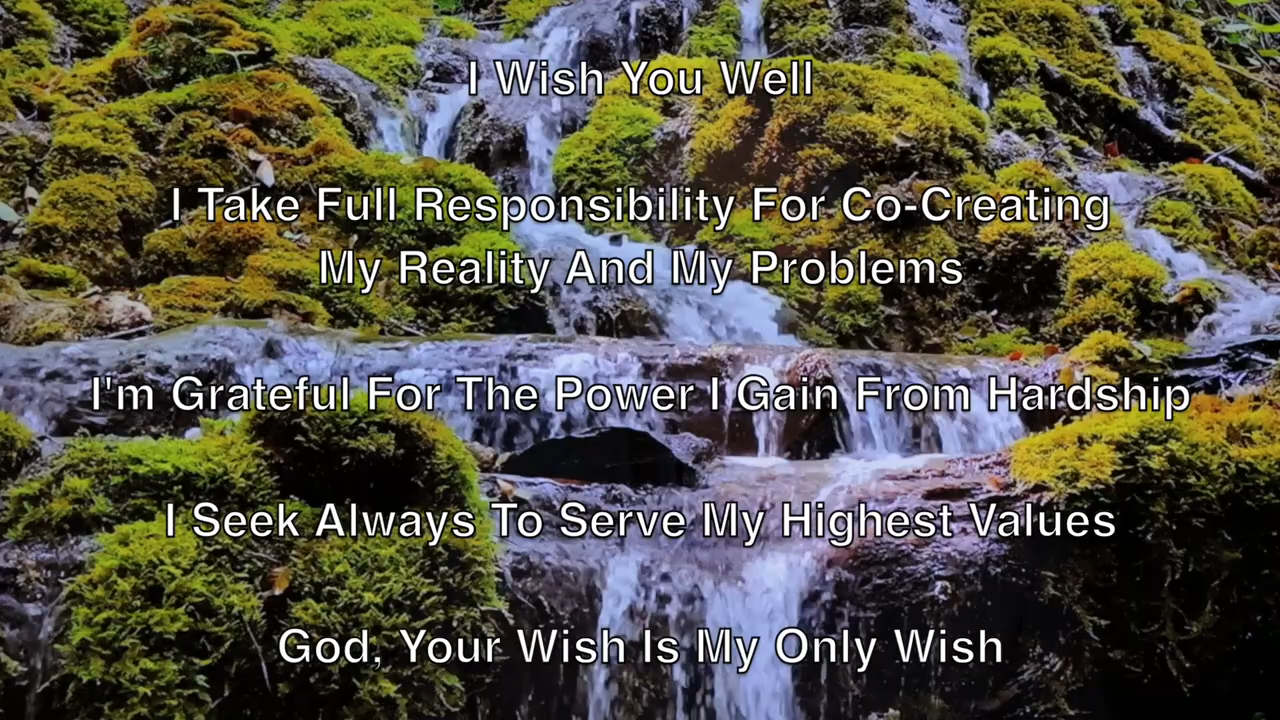 I Wish You Well
I Take Full Responsibility For Co-Creating
My Reality And My Problems
I'm Grateful For The Power I Gain From Hardship
I Seek Always To Serve My Highest Values
God, Your Wish Is My Only Wish